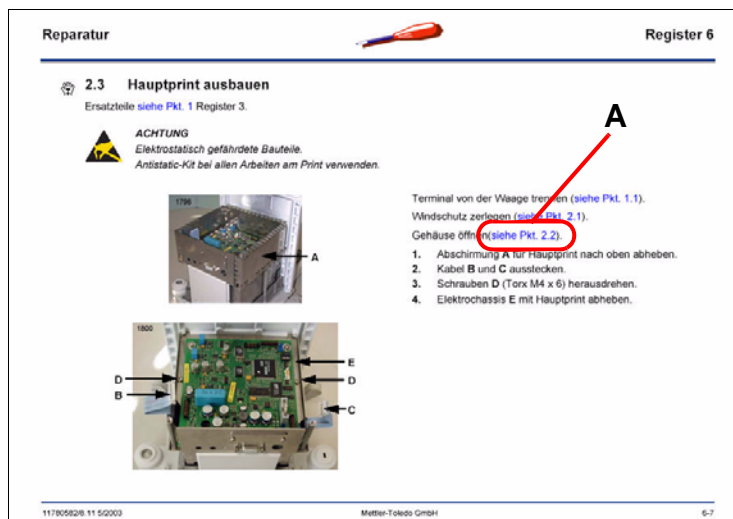 Reparatur
Register 6
2.3 Hauptprint ausbauen
Ersatzteile siehe Pkt. 1 Register 3.
ACHTUNG
Elektrostatisch gefährdete Bauteile.
Antistatic-Kit bei allen Arbeiten am Print verwenden.
A
1796
A
Terminal von der Waage trennen (siehe Pkt. 1.1).
Windschutz zerlegen (siehe Pkt. 2.1).
Gehäuse öffnen(siehe Pkt. 2.2).
1. Abschirmung A für Hauptprint nach oben abheben.
2. Kabel B und C ausstecken.
3. Schrauben D (Torx M4 x 6) herausdrehen.
4. Elektrochassis E mit Hauptprint abheben.
1800
E
D
D
B
C
11780582/8.11 5/2003
Mettler-Toledo GmbH
6-7